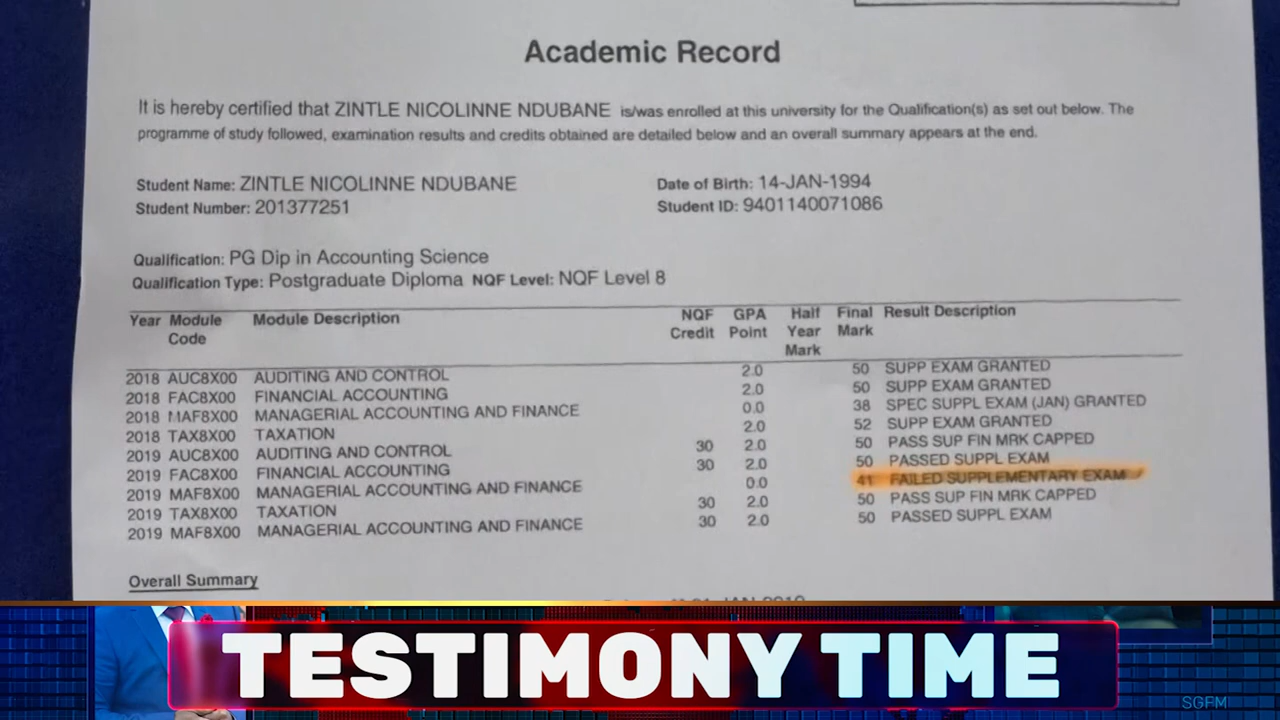 Academic Record
It is hereby certified that ZINTLE NICOLINNE NDUBANE is/was enrolled at this university for the Qualification(s) as set out below. The
programme of study followed, examination results and credits obtained are detailed below and an overall summary appears at the end.
Student Name: ZINTLE NICOLINNE NDUBANE Date of Birth: 14-JAN-1994
Student Number: 201377251 Student ID: 9401140071086
Qualification: PG Dip in Accounting Science
Qualification Type: Postgraduate Diploma NQF Level: NQF Level 8
Year Module Module Description NQF GPA Half Final Result Description
Code Credit Point Year Mark
Mark
2018 AUC8X00 AUDITING AND CONTROL 2.0 50 SUPP EXAM GRANTED
2018 FAC8X00 FINANCIAL ACCOUNTING 2.0 50 SUPP EXAM GRANTED
2018 MAF8X00 MANAGERIAL ACCOUNTING AND FINANCE 0.0 38 SPEC SUPPL EXAM (JAN) GRANTED
2018 TAX8X00 TAXATION 2.0 52 SUPP EXAM GRANTED
2019 AUC8X00 AUDITING AND CONTROL 30 2.0 50 PASS SUP FIN MRK CAPPED
2019 FAC8X00 FINANCIAL ACCOUNTING 30 2.0 50 PASSED SUPPL EXAM
2019 MAF8X00 MANAGERIAL ACCOUNTING AND FINANCE 0.0 41 FAILED SUPPLEMENTARY EXAM
2019 TAX8X00 TAXATION 30 2.0 50 PASS SUP FIN MRK CAPPED
2019 MAF8X00 MANAGERIAL ACCOUNTING AND FINANCE 30 2.0 50 PASSED SUPPL EXAM
Overall Summary
TESTIMONY TIME
SGFM